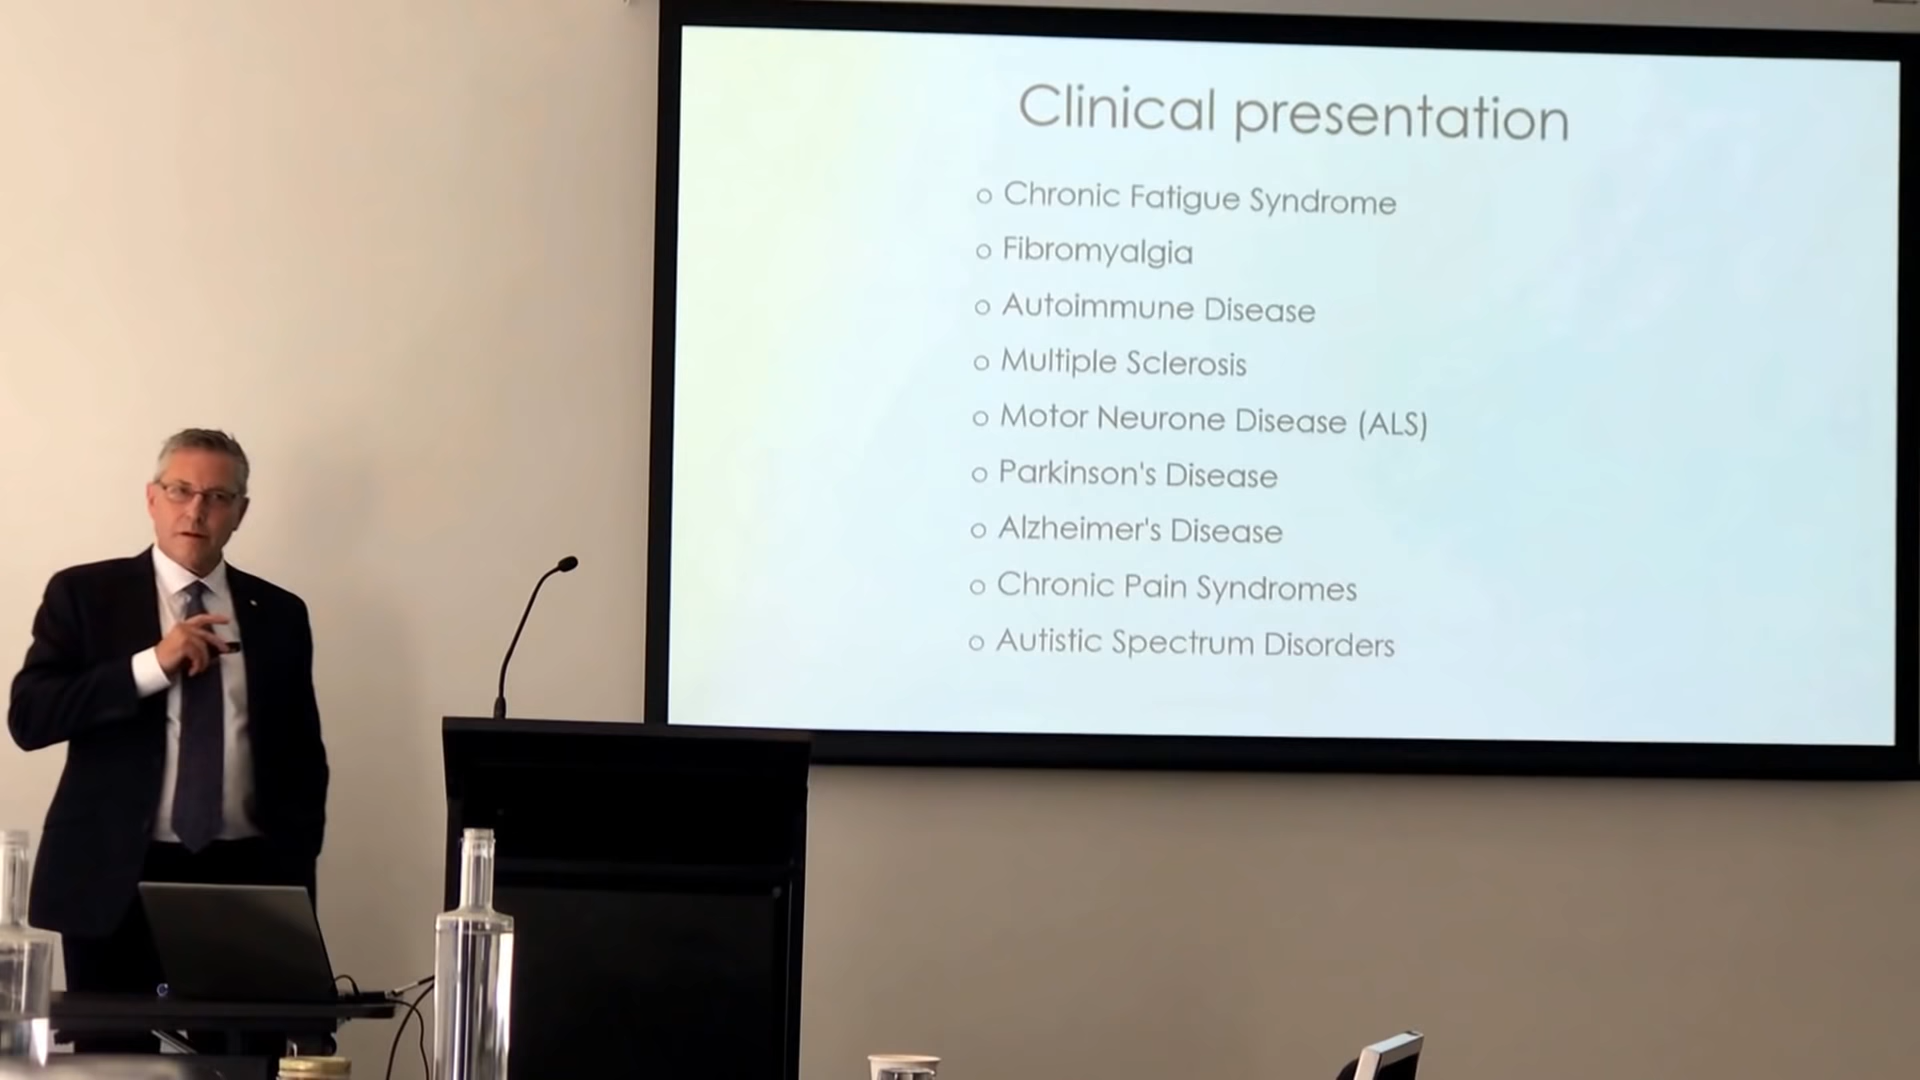 Clinical presentation
o Chronic Fatigue Syndrome
o Fibromyalgia
o Autoimmune Disease
o Multiple Sclerosis
o Motor Neurone Disease (ALS)
o Parkinson's Disease
o Alzheimer's Disease
o Chronic Pain Syndromes
o Autistic Spectrum Disorders